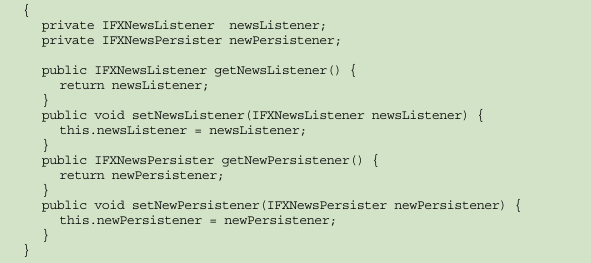 {
private IFXNewsListener  newsListener;
private IFXNewsPersister newPersistener;
public IFXNewsListener getNewsListener() {
return newsListener;
}
public void setNewsListener(IFXNewsListener newsListener) {
this.newsListener = newsListener;
}
public IFXNewsPersister getNewPersistener() {
return newPersistener;
}
public void setNewPersistener(IFXNewsPersister newPersistener) {
this.newPersistener = newPersistener;
}
}